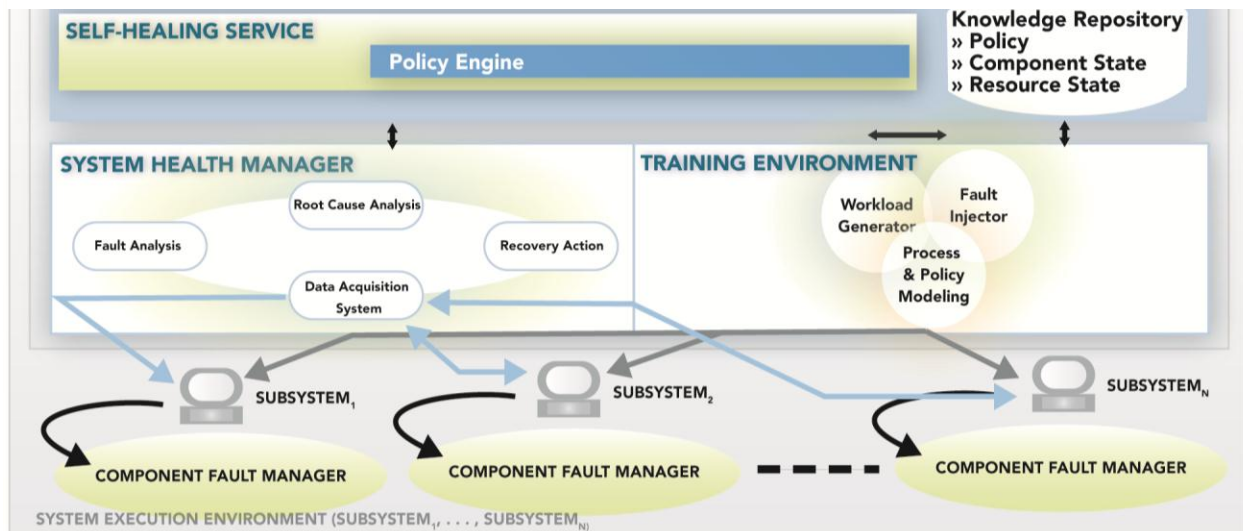 SELF-HEALING SERVICE
Policy Engine
Knowledge Repository
» Policy
» Component State
» Resource State
SYSTEM HEALTH MANAGER
Root Cause Analysis
Fault Analysis
Recovery Action
Data Acquisition
System
TRAINING ENVIRONMENT
Workload
Generator
Fault
Injector
Process
& Policy
Modeling
SUBSYSTEM₁
SUBSYSTEM₂
SUBSYSTEMN
COMPONENT FAULT MANAGER
COMPONENT FAULT MANAGER
COMPONENT FAULT MANAGER
SYSTEM EXECUTION ENVIRONMENT (SUBSYSTEM₁, . . . , SUBSYSTEMN)